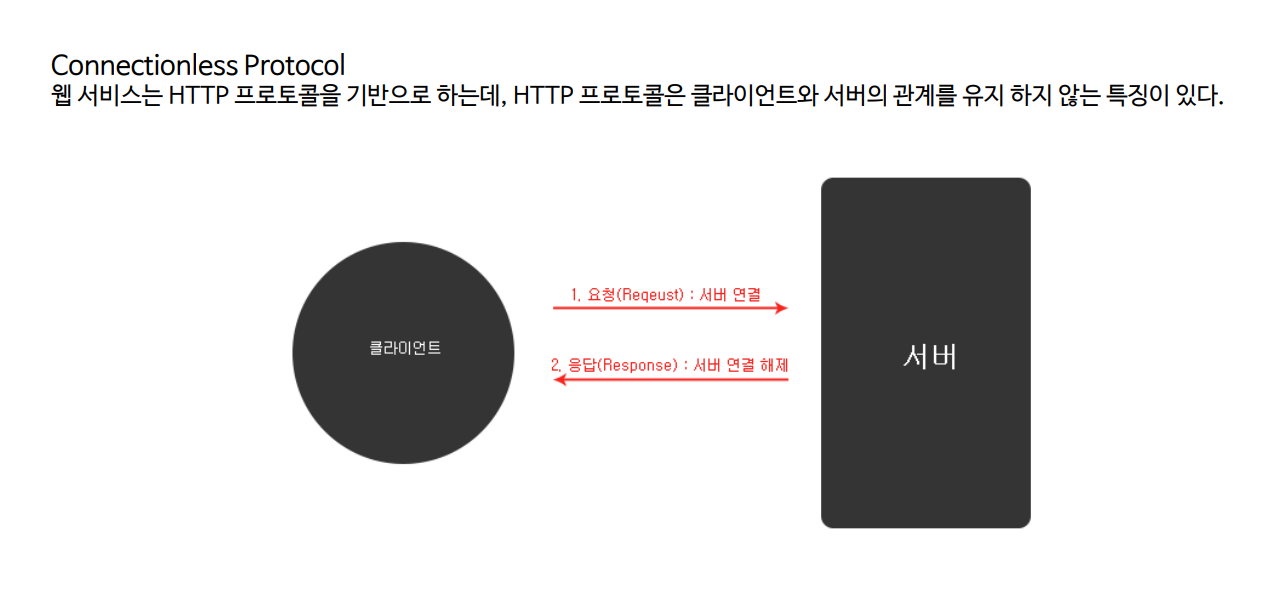 Connectionless Protocol
웹 서비스는 HTTP 프로토콜을 기반으로 하는데, HTTP 프로토콜은 클라이언트와 서버의 관계를 유지 하지 않는 특징이 있다.
1. 요청(Reqeust) : 서버 연결
클라이언트
서버
2. 응답(Response) : 서버 연결 해제